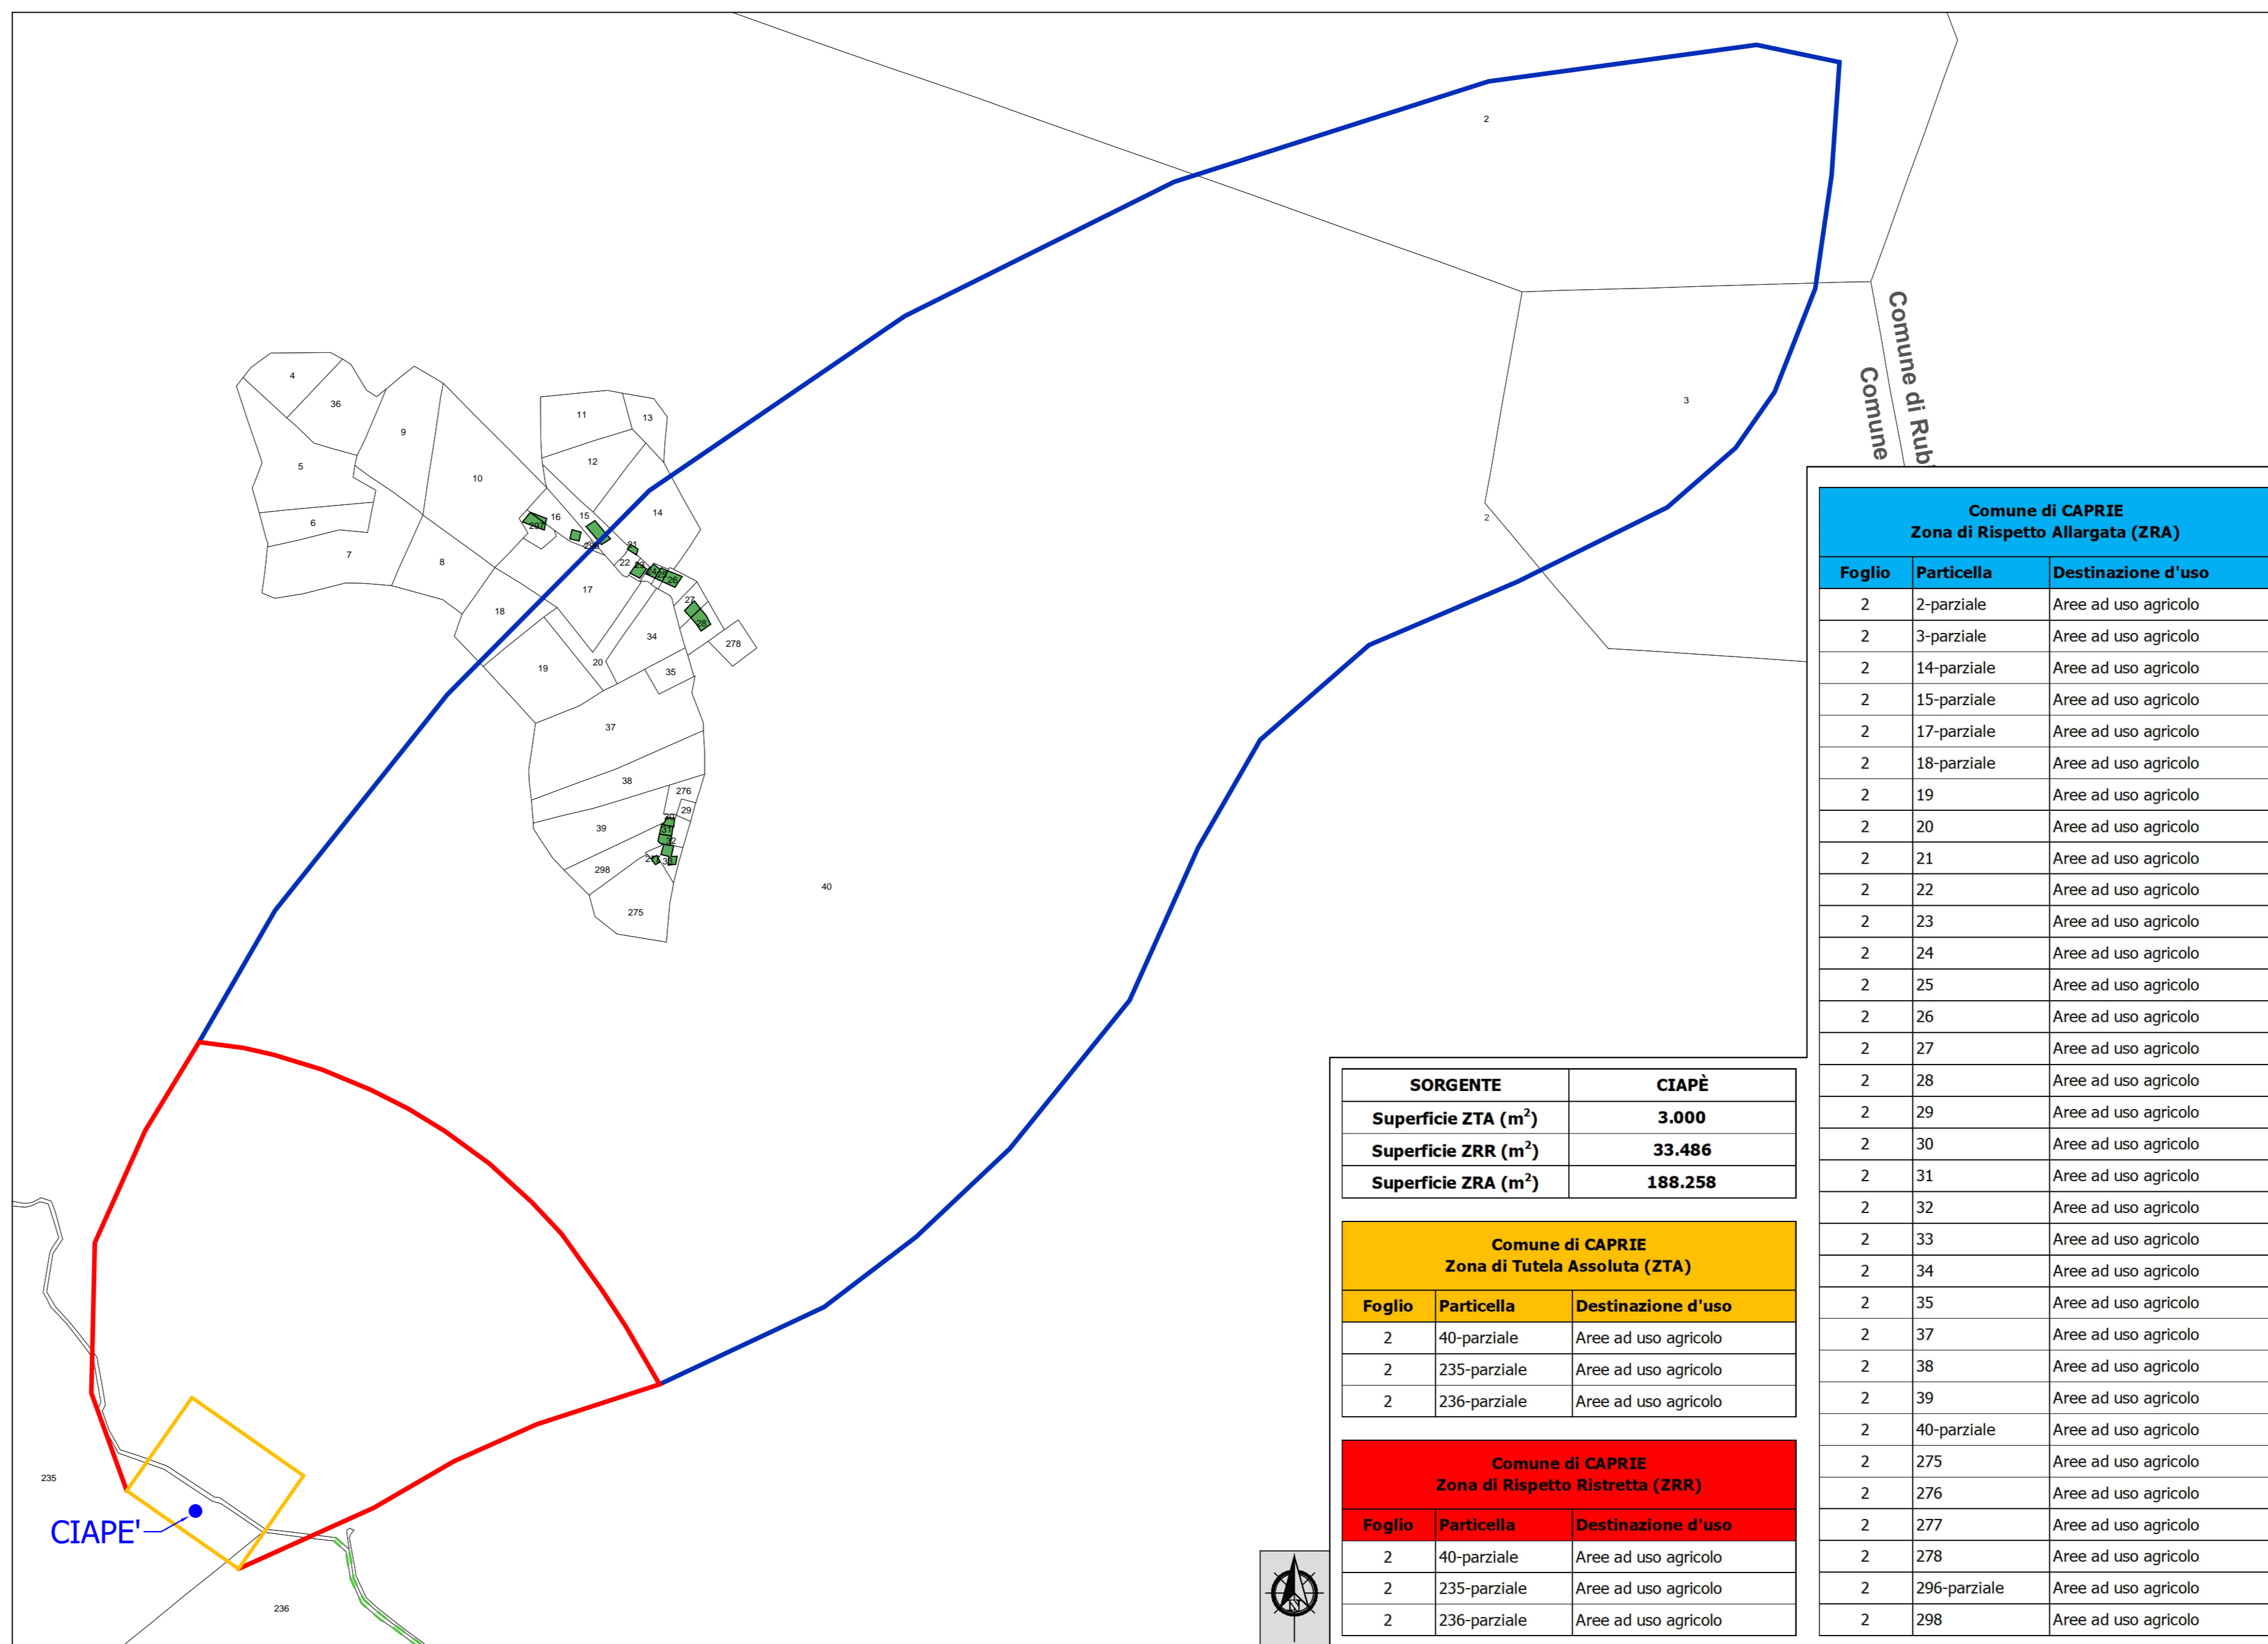 2
3
2
Comune di Rub
Comune
4
36
5
6
7
9
10
8
11
13
12
14
15
16
297
296
21
22
23
24
25
26
17
18
27
28
278
34
20
35
19
37
38
276
29
39
30
31
32
33
277
298
275
40
235
CIAPE'
236
N
SORGENTE CIAPÈ
Superficie ZTA (m²) 3.000
Superficie ZRR (m²) 33.486
Superficie ZRA (m²) 188.258
Comune di CAPRIE
Zona di Tutela Assoluta (ZTA)
Foglio Particella Destinazione d'uso
2 40-parziale Aree ad uso agricolo
2 235-parziale Aree ad uso agricolo
2 236-parziale Aree ad uso agricolo
Comune di CAPRIE
Zona di Rispetto Ristretta (ZRR)
Foglio Particella Destinazione d'uso
2 40-parziale Aree ad uso agricolo
2 235-parziale Aree ad uso agricolo
2 236-parziale Aree ad uso agricolo
Comune di CAPRIE
Zona di Rispetto Allargata (ZRA)
Foglio Particella Destinazione d'uso
2 2-parziale Aree ad uso agricolo
2 3-parziale Aree ad uso agricolo
2 14-parziale Aree ad uso agricolo
2 15-parziale Aree ad uso agricolo
2 17-parziale Aree ad uso agricolo
2 18-parziale Aree ad uso agricolo
2 19 Aree ad uso agricolo
2 20 Aree ad uso agricolo
2 21 Aree ad uso agricolo
2 22 Aree ad uso agricolo
2 23 Aree ad uso agricolo
2 24 Aree ad uso agricolo
2 25 Aree ad uso agricolo
2 26 Aree ad uso agricolo
2 27 Aree ad uso agricolo
2 28 Aree ad uso agricolo
2 29 Aree ad uso agricolo
2 30 Aree ad uso agricolo
2 31 Aree ad uso agricolo
2 32 Aree ad uso agricolo
2 33 Aree ad uso agricolo
2 34 Aree ad uso agricolo
2 35 Aree ad uso agricolo
2 37 Aree ad uso agricolo
2 38 Aree ad uso agricolo
2 39 Aree ad uso agricolo
2 40-parziale Aree ad uso agricolo
2 275 Aree ad uso agricolo
2 276 Aree ad uso agricolo
2 277 Aree ad uso agricolo
2 278 Aree ad uso agricolo
2 296-parziale Aree ad uso agricolo
2 298 Aree ad uso agricolo